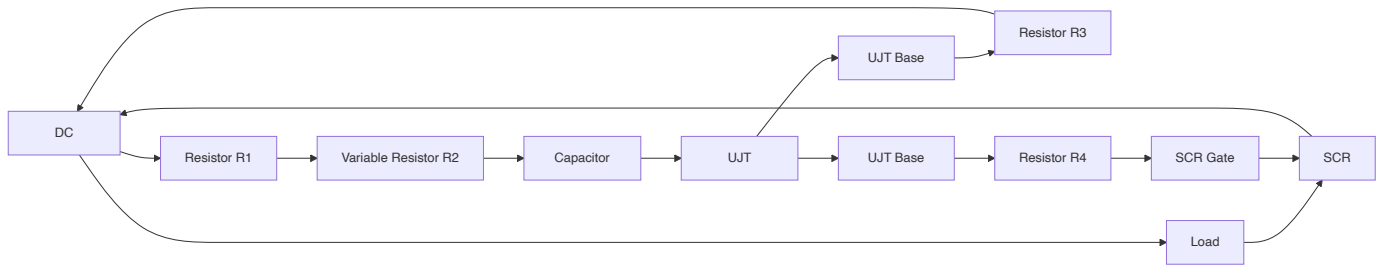 Resistor R3
UJT Base
DC
Resistor R1
Variable Resistor R2
Capacitor
UJT
UJT Base
Resistor R4
SCR Gate
SCR
Load